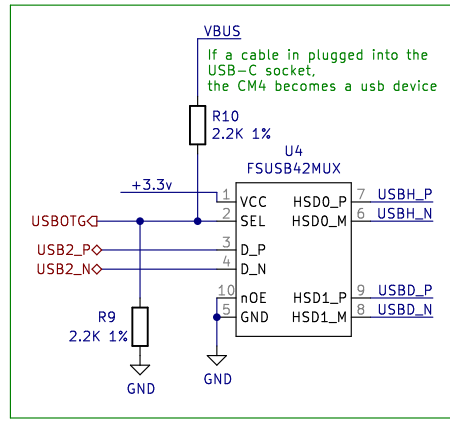 VBUS
If a cable in plugged into the
USB-C socket,
the CM4 becomes a usb device
R10
2.2K 1%
U4
FSUSB42MUX
+3.3v
1 VCC HSD0_P 7 USBH_P
USBOTG 2 SEL HSD0_M 6 USBH_N
USB2_P 3 D_P
USB2_N 4 D_N
10 nOE HSD1_P 9 USBD_P
5 GND HSD1_M 8 USBD_N
R9
2.2K 1%
GND
GND